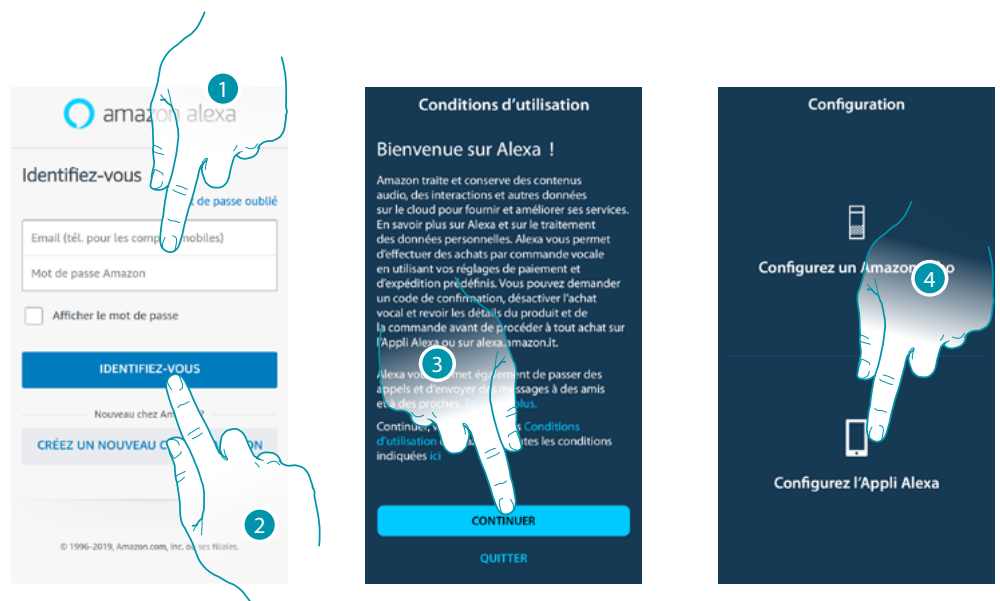 1
amazon alexa
Identifiez-vous
de passe oublié
Email (tél. pour les comp mobiles)
Mot de passe Amazon
Afficher le mot de passe
IDENTIFIEZ-VOUS
Nouveau chez Am ?
CRÉEZ UN NOUVEAU C ON
2
© 1996-2019, Amazon.com, Inc. ou ses filiales.
Conditions d'utilisation
Bienvenue sur Alexa !
Amazon traite et conserve des contenus
audio, des interactions et autres données
sur le cloud pour fournir et améliorer ses services.
En savoir plus sur Alexa et sur le traitement
des données personnelles. Alexa vous permet
d'effectuer des achats par commande vocale
en utilisant vos réglages de paiement et
d'expédition prédéfinis. Vous pouvez demander
un code de confirmation, désactiver l'achat
vocal et revoir les détails du produit et de
la commande avant de procéder à tout achat sur
l'Appli Alexa ou sur alexa.amazon.it.
3
Alexa vous permet également de passer des
appels et d'envoyer des messages à des amis
et à des proches. plus.
Continuer, Conditions
d'utilisation toutes les conditions
indiquées ici
CONTINUER
QUITTER
Configuration
Configurez un Amazon Echo
4
Configurez l'Appli Alexa